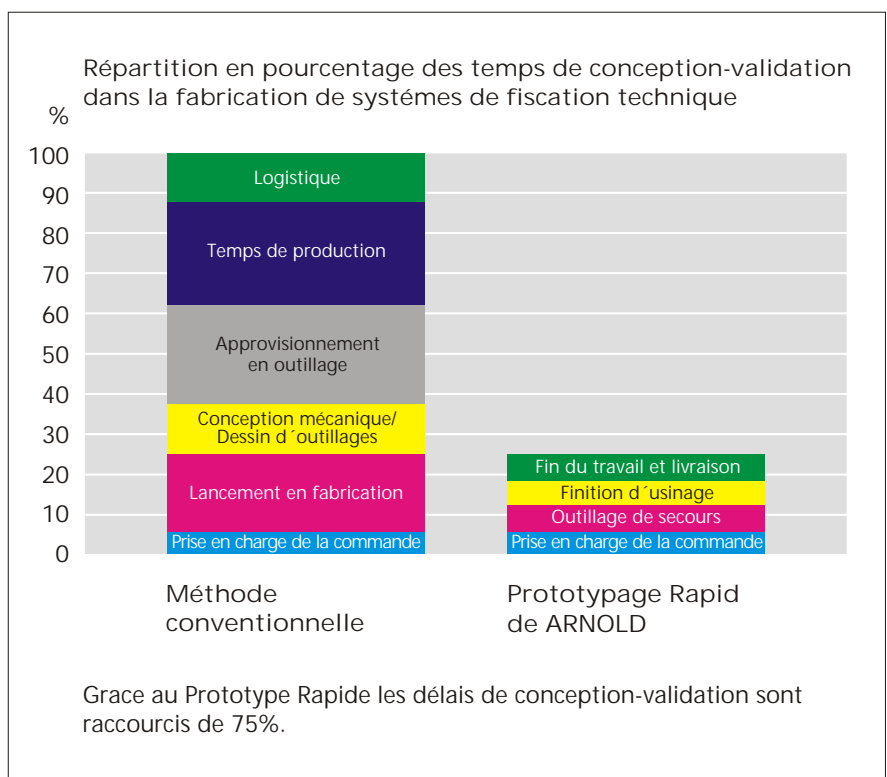 Répartition en pourcentage des temps de conception-validation
dans la fabrication de systémes de fiscation technique
%
100
90
80
70
60
50
40
30
20
10
0
Logistique
Temps de production
Approvisionnement
en outillage
Conception mécanique/
Dessin d´outillages
Lancement en fabrication
Prise en charge de la commande
Fin du travail et livraison
Finition d´usinage
Outillage de secours
Prise en charge de la commande
Méthode
conventionnelle
Prototypage Rapid
de ARNOLD
Grace au Prototype Rapide les délais de conception-validation sont
raccourcis de 75%.